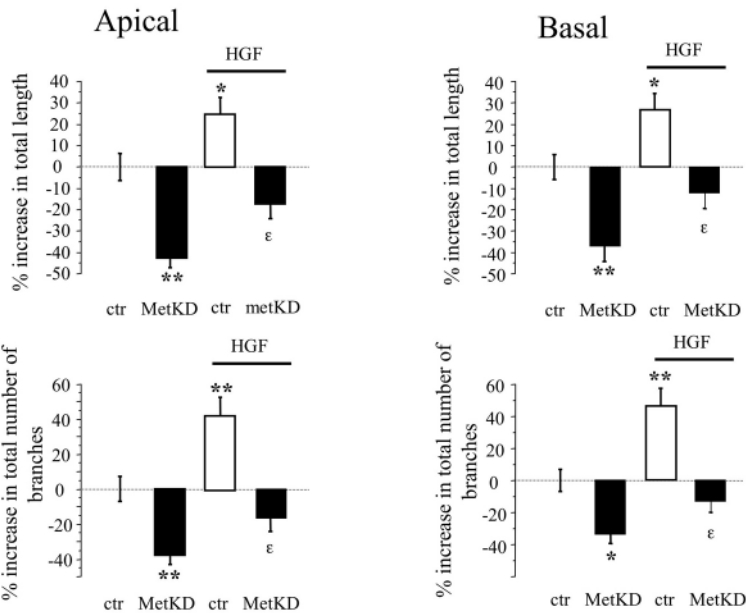 Apical
HGF
% increase in total length
40
30
20
10
0
-10
-20
-30
-40
-50
*
**
ε
ctr MetKD ctr metKD
Basal
HGF
% increase in total length
40
30
20
10
0
-10
-20
-30
-40
-50
*
**
ε
ctr MetKD ctr MetKD
HGF
% increase in total number of
branches
60
40
20
0
-20
-40
**
**
ε
ctr MetKD ctr MetKD
HGF
% increase in total number of
branches
60
40
20
0
-20
-40
**
*
ε
ctr MetKD ctr MetKD